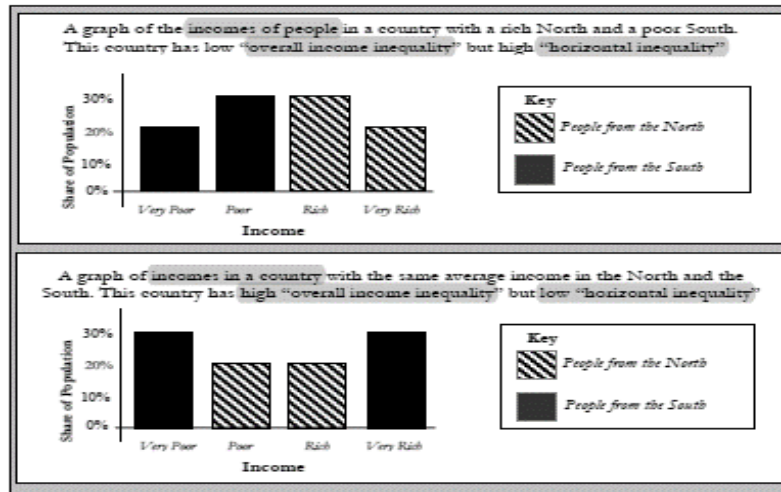 A graph of the incomes of people in a country with a rich North and a poor South.
This country has low “overall income inequality” but high “horizontal inequality”
Share of Population
30%
20%
10%
0%
Very Poor Poor Rich Very Rich
Income
Key
People from the North
People from the South
A graph of incomes in a country with the same average income in the North and the
South. This country has high “overall income inequality” but low “horizontal inequality”
Share of Population
30%
20%
10%
0%
Very Poor Poor Rich Very Rich
Income
Key
People from the North
People from the South